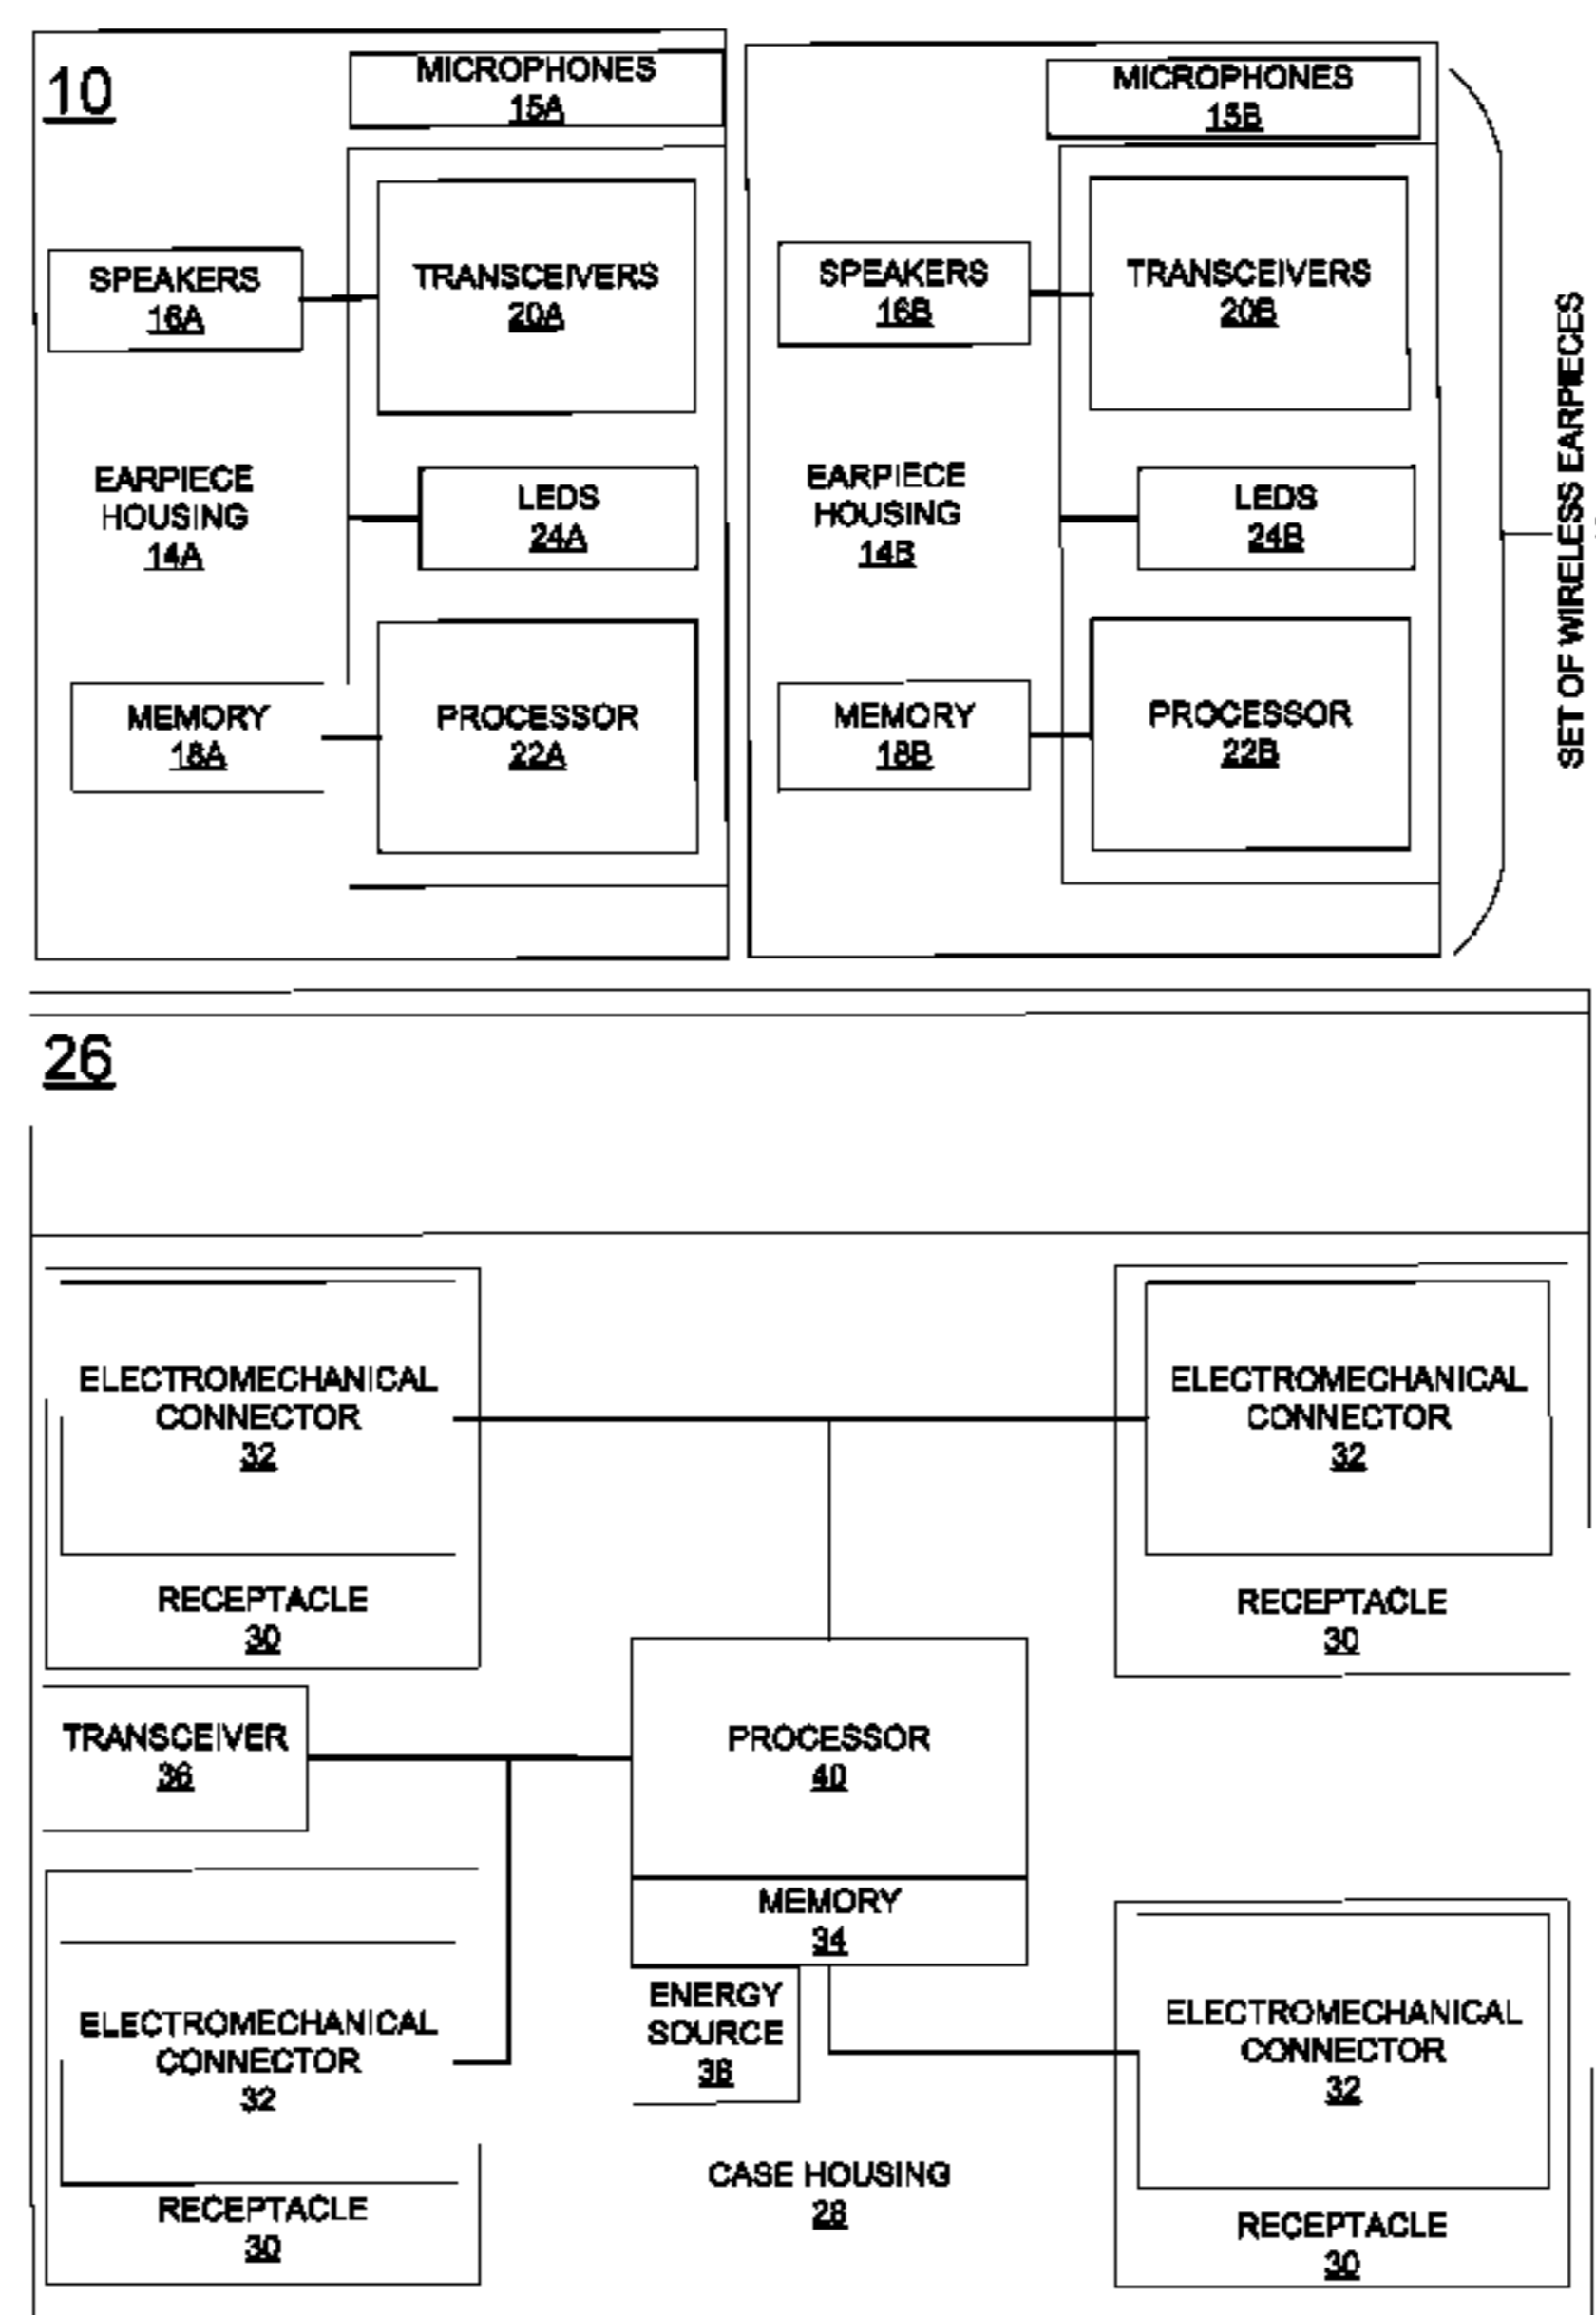 10
MICROPHONES
15A
SPEAKERS
16A
TRANSCEIVERS
20A
EARPIECE
HOUSING
14A
LEDS
24A
MEMORY
18A
PROCESSOR
22A
MICROPHONES
15B
SPEAKERS
16B
TRANSCEIVERS
20B
EARPIECE
HOUSING
14B
LEDS
24B
MEMORY
18B
PROCESSOR
22B
SET OF WIRELESS EARPIECES
26
ELECTROMECHANICAL
CONNECTOR
32
RECEPTACLE
30
ELECTROMECHANICAL
CONNECTOR
32
RECEPTACLE
30
TRANSCEIVER
36
PROCESSOR
40
MEMORY
34
ENERGY
SOURCE
38
ELECTROMECHANICAL
CONNECTOR
32
RECEPTACLE
30
CASE HOUSING
28
ELECTROMECHANICAL
CONNECTOR
32
RECEPTACLE
30